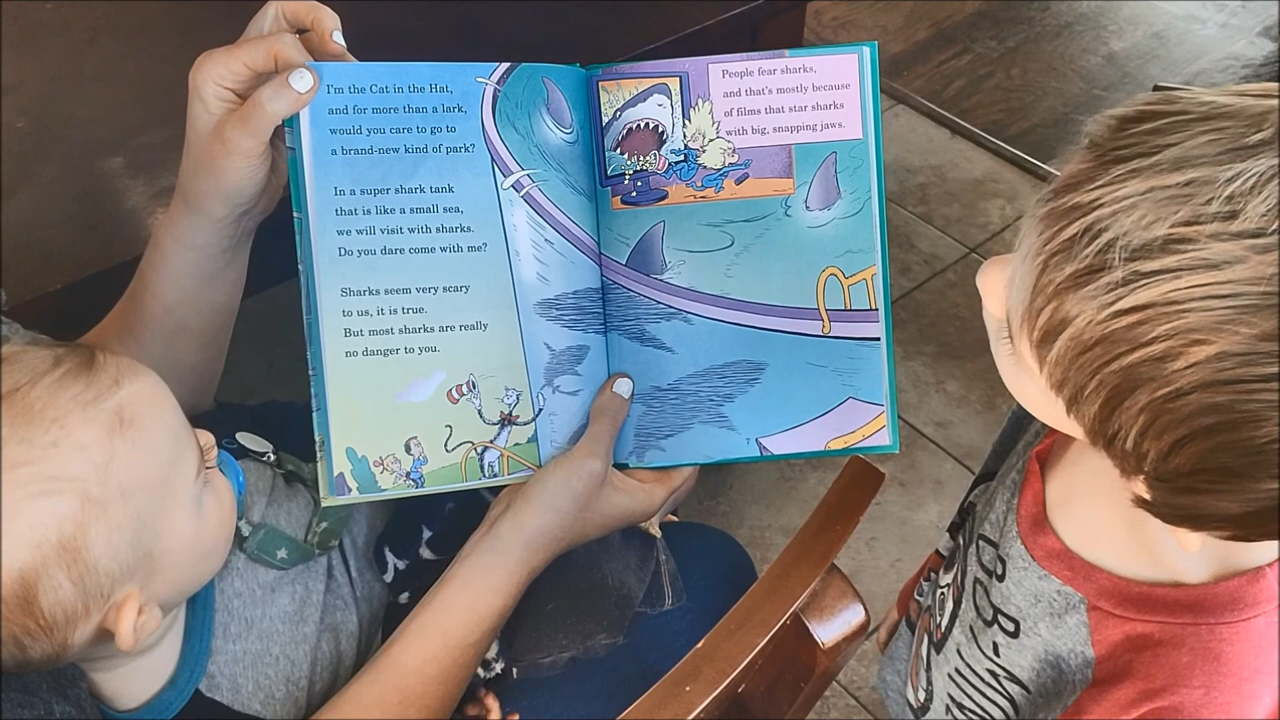 I'm the Cat in the Hat,
and for more than a lark,
would you care to go to
a brand-new kind of park?
In a super shark tank
that is like a small sea,
we will visit with sharks.
Do you dare come with me?
Sharks seem very scary
to us, it is true.
But most sharks are really
no danger to you.
People fear sharks,
and that's mostly because
of films that star sharks
with big, snapping jaws.
7